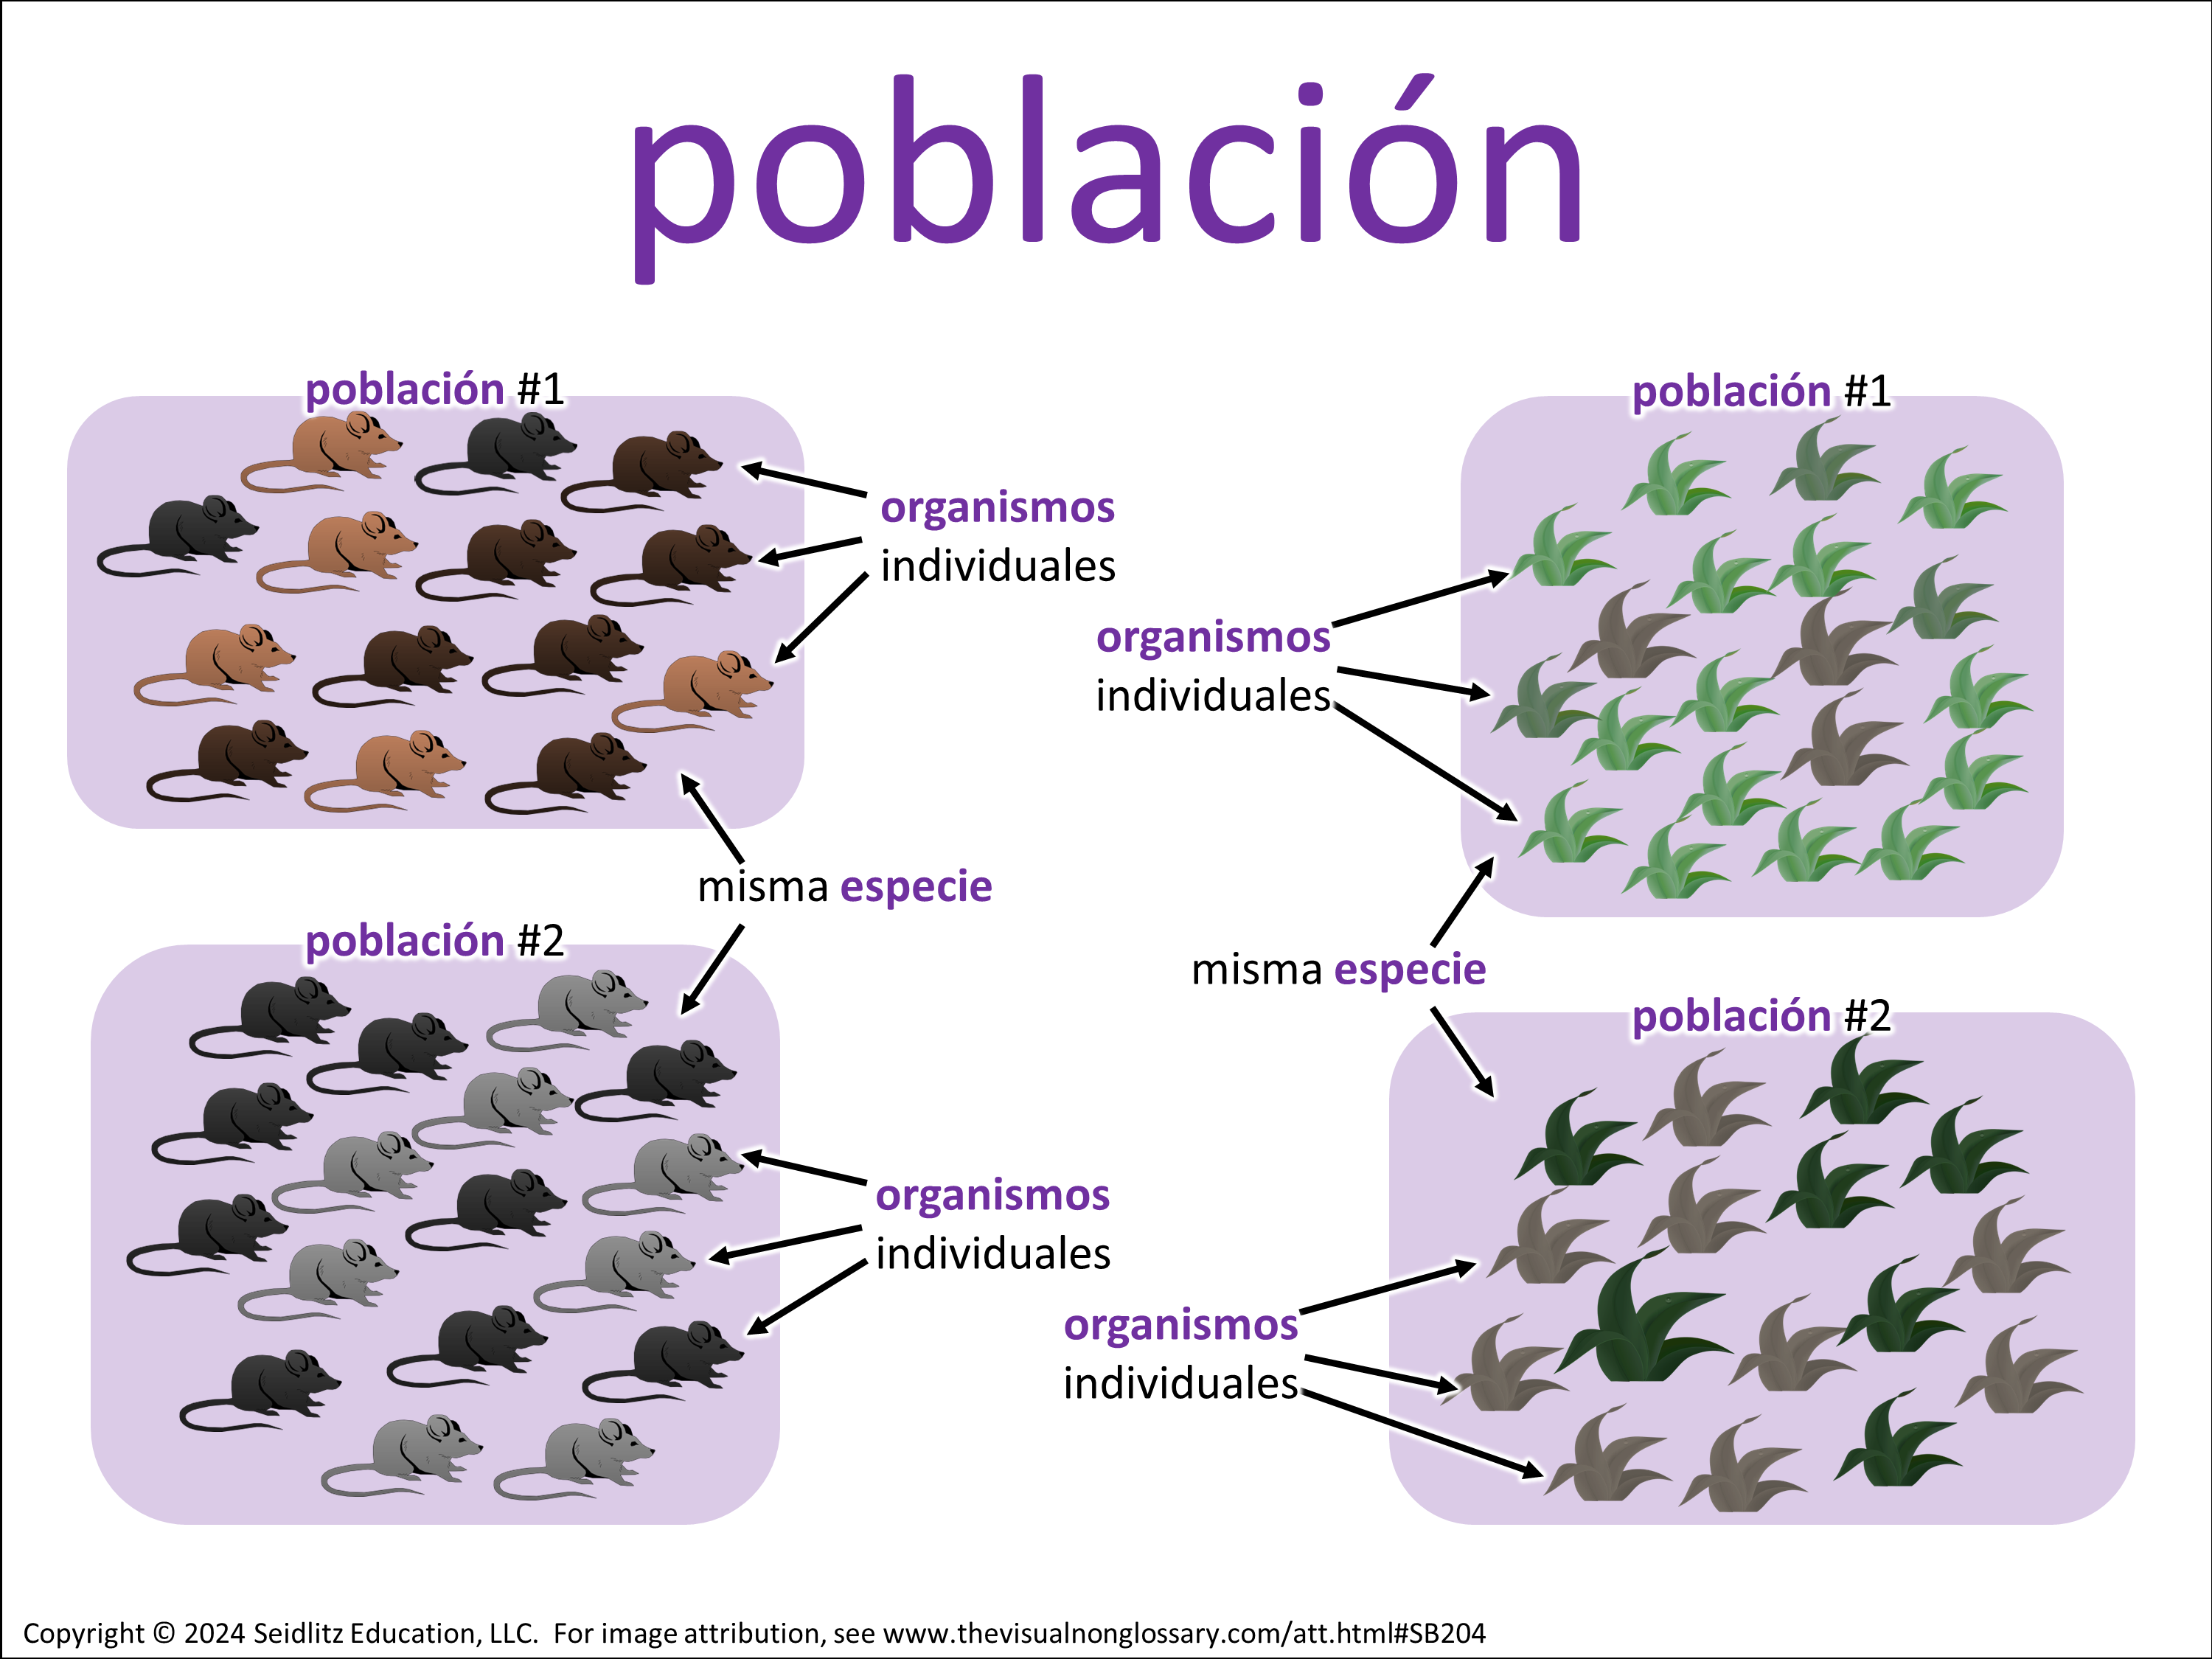 población
población #1
organismos
individuales
misma especie
población #2
organismos
individuales
población #1
organismos
individuales
misma especie
población #2
organismos
individuales
Copyright © 2024 Seidlitz Education, LLC.  For image attribution, see www.thevisualnonglossary.com/att.html#SB204